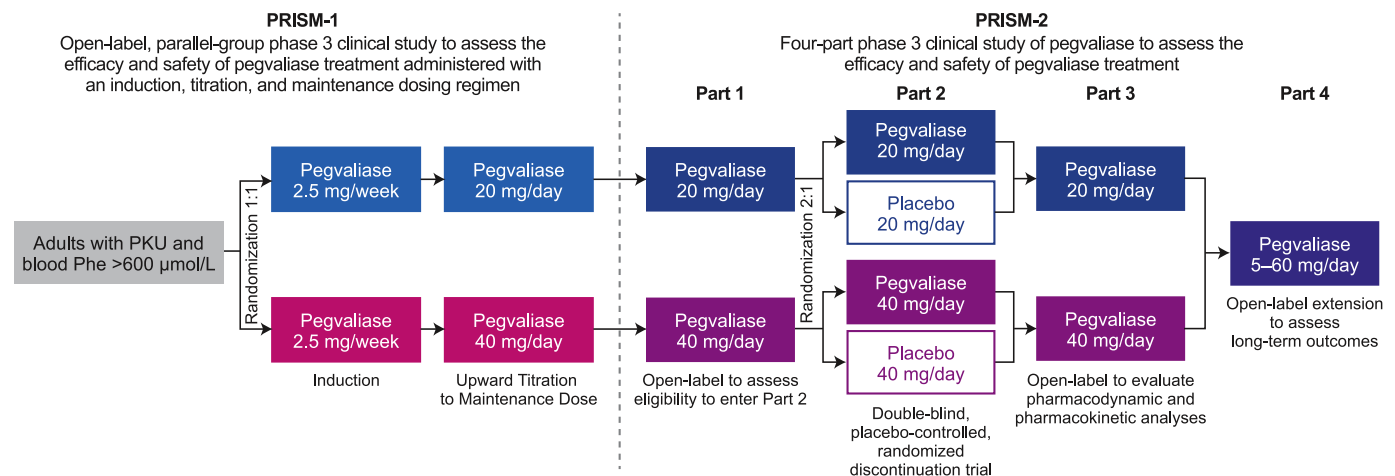 PRISM-1
Open-label, parallel-group phase 3 clinical study to assess the
efficacy and safety of pegvaliase treatment administered with
an induction, titration, and maintenance dosing regimen
PRISM-2
Four-part phase 3 clinical study of pegvaliase to assess the
efficacy and safety of pegvaliase treatment
Part 1
Part 2
Part 3
Part 4
Adults with PKU and
blood Phe >600 µmol/L
Randomization 1:1
Pegvaliase
2.5 mg/week
Pegvaliase
20 mg/day
Pegvaliase
20 mg/day
Randomization 2:1
Pegvaliase
20 mg/day
Placebo
20 mg/day
Pegvaliase
20 mg/day
Pegvaliase
2.5 mg/week
Induction
Pegvaliase
40 mg/day
Upward Titration
to Maintenance Dose
Pegvaliase
40 mg/day
Open-label to assess
eligibility to enter Part 2
Pegvaliase
40 mg/day
Placebo
40 mg/day
Double-blind,
placebo-controlled,
randomized
discontinuation trial
Pegvaliase
40 mg/day
Open-label to evaluate
pharmacodynamic and
pharmacokinetic analyses
Pegvaliase
5–60 mg/day
Open-label extension
to assess
long-term outcomes